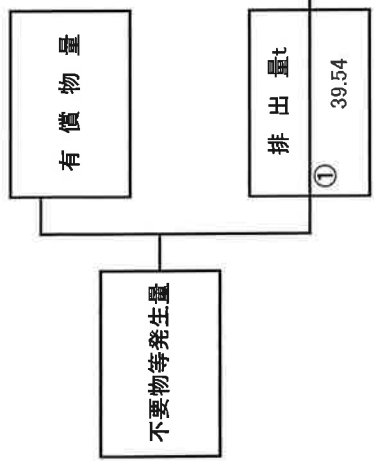 不要物等発生量
有償物量
排出量t
①
39.54